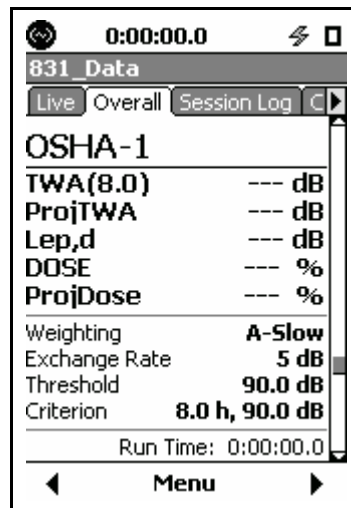 0:00:00.0
831_Data
Live Overall Session Log C
OSHA-1
TWA(8.0) --- dB
ProjTWA --- dB
Lep,d --- dB
DOSE --- %
ProjDose --- %
Weighting A-Slow
Exchange Rate 5 dB
Threshold 90.0 dB
Criterion 8.0 h, 90.0 dB
Run Time: 0:00:00.0
Menu